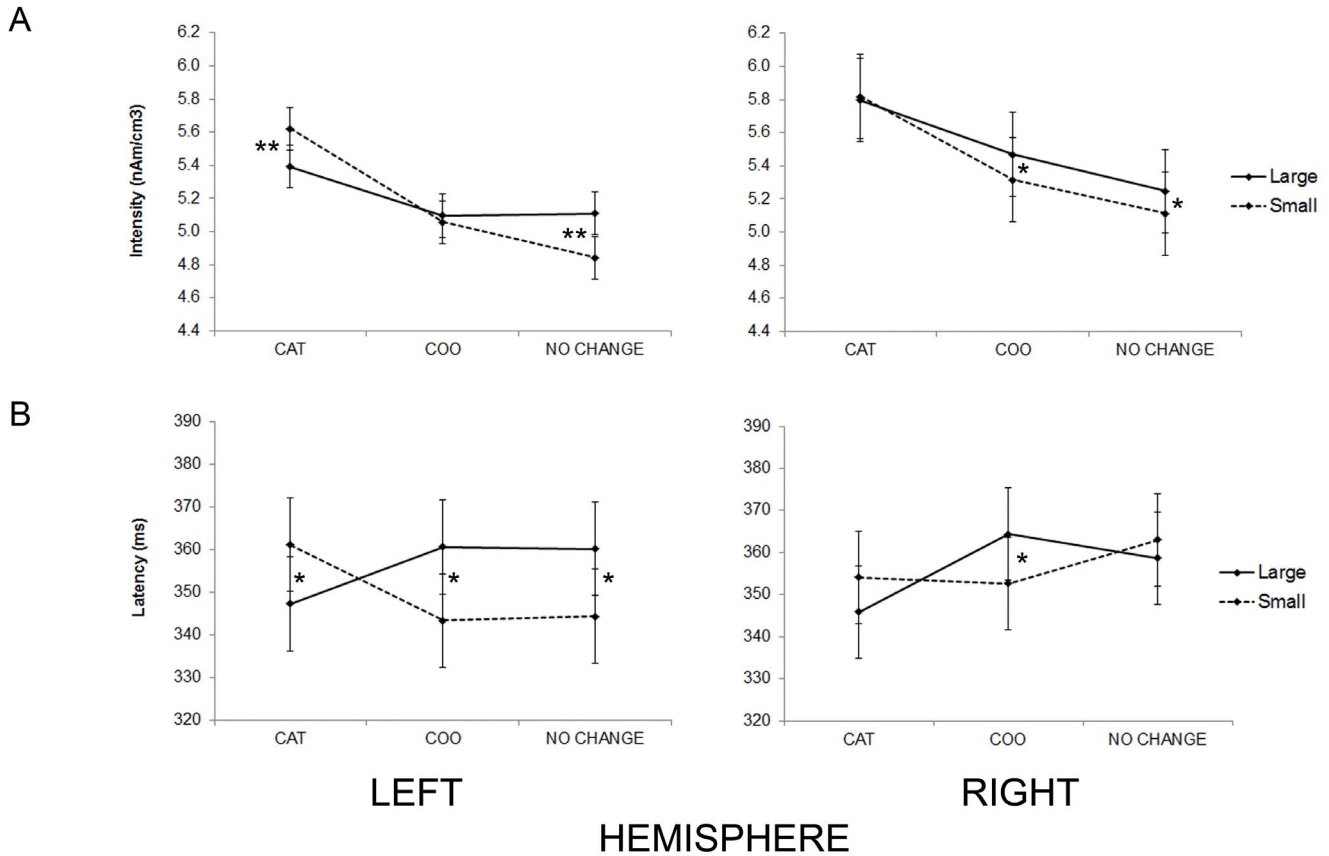 A
Intensity (nAm/cm3)
6.2
6.0
5.8
5.6
5.4
5.2
5.0
4.8
4.6
4.4
**
**
CAT COO NO CHANGE
6.2
6.0
5.8
5.6
5.4
5.2
5.0
4.8
4.6
4.4
*
*
CAT COO NO CHANGE
Large
Small
B
Latency (ms)
390
380
370
360
350
340
330
320
* * *
CAT COO NO CHANGE
390
380
370
360
350
340
330
320
*
CAT COO NO CHANGE
Large
Small
LEFT RIGHT
HEMISPHERE